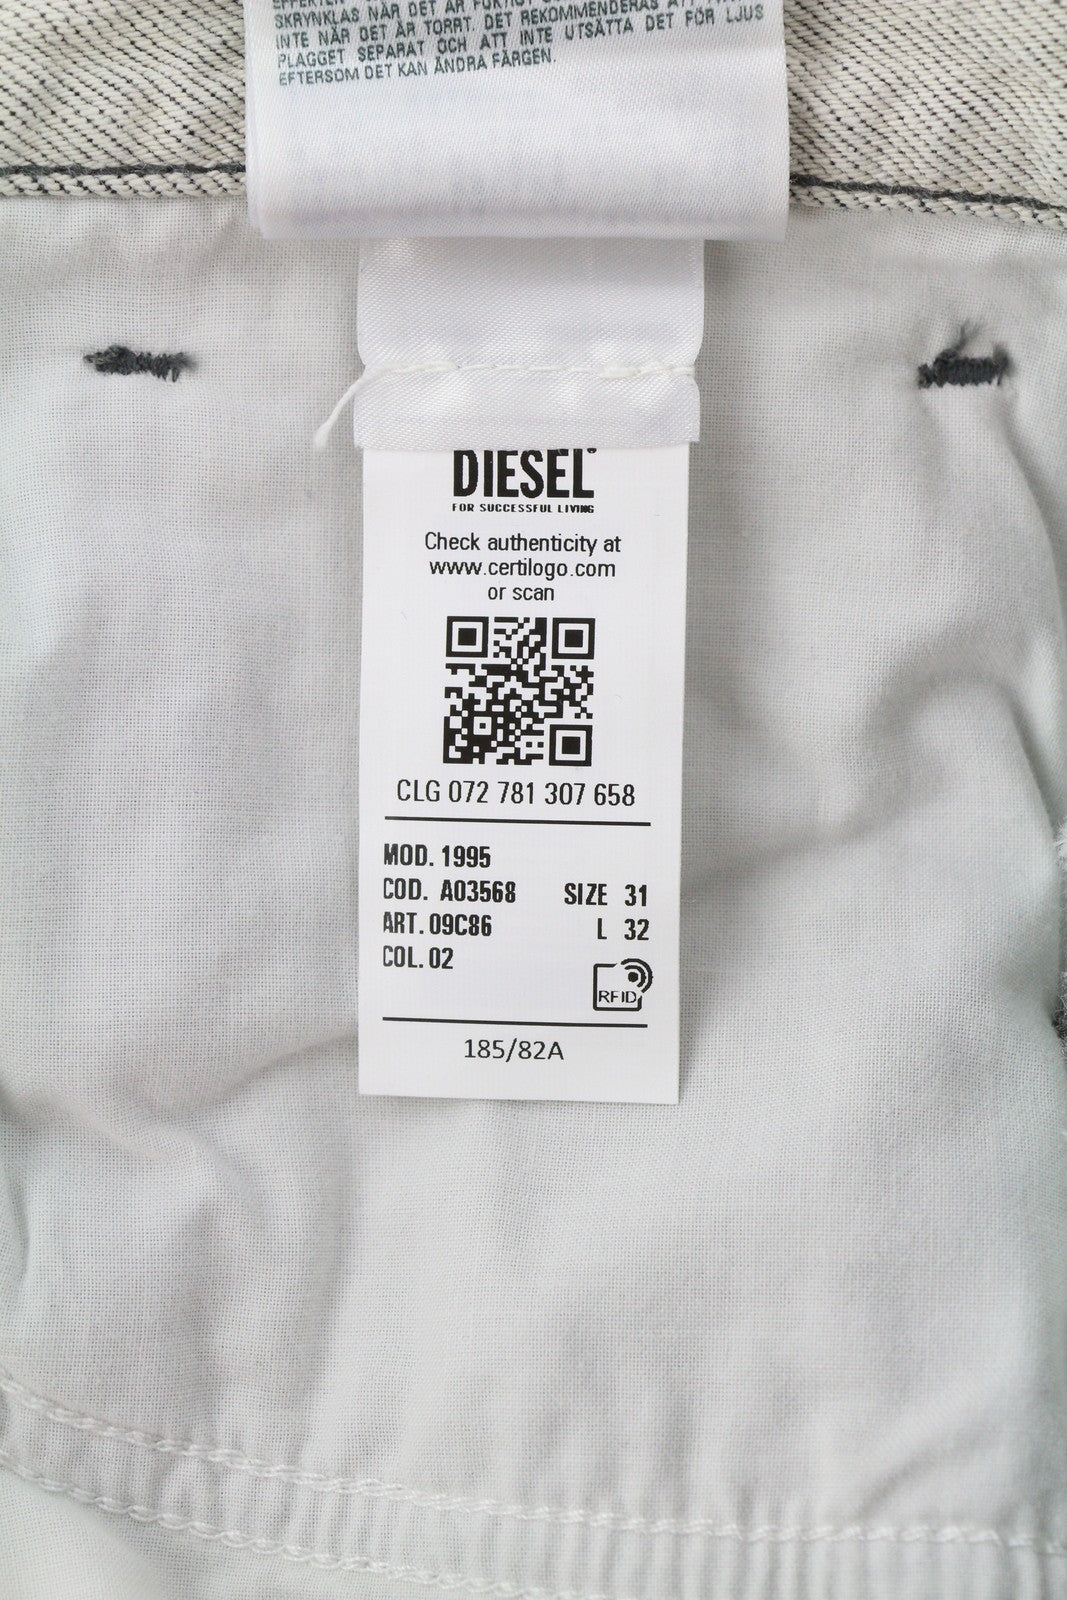 SKRYNKLAS NÄR DET ÄR
INTE NÄR DET ÄR TORRT. DET REKOMMENDERAS ATT
PLAGGET SEPARAT OCH ATT INTE UTSÄTTA DET FÖR LJUS
EFTERSOM DET KAN ÄNDRA FÄRGEN.
DIESEL
FOR SUCCESSFUL LIVING
Check authenticity at
www.certilogo.com
or scan
CLG 072 781 307 658
MOD. 1995
COD. A03568 SIZE 31
ART. 09C86 L 32
COL. 02
RFID
185/82A